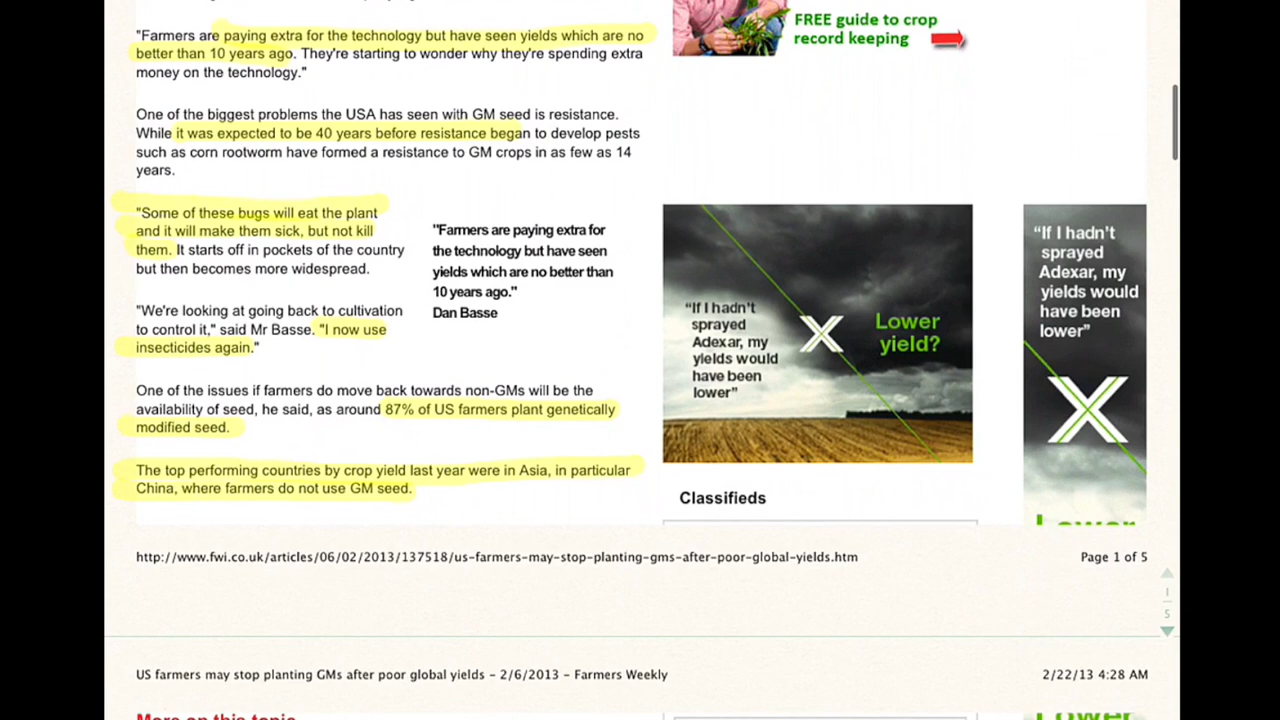 "Farmers are paying extra for the technology but have seen yields which are no
better than 10 years ago. They're starting to wonder why they're spending extra
money on the technology."
One of the biggest problems the USA has seen with GM seed is resistance.
While it was expected to be 40 years before resistance began to develop pests
such as corn rootworm have formed a resistance to GM crops in as few as 14
years.
"Some of these bugs will eat the plant
and it will make them sick, but not kill
them. It starts off in pockets of the country
but then becomes more widespread.
"We're looking at going back to cultivation
to control it," said Mr Basse. "I now use
insecticides again."
"Farmers are paying extra for
the technology but have seen
yields which are no better than
10 years ago."
Dan Basse
One of the issues if farmers do move back towards non-GMs will be the
availability of seed, he said, as around 87% of US farmers plant genetically
modified seed.
The top performing countries by crop yield last year were in Asia, in particular
China, where farmers do not use GM seed.
FREE guide to crop
record keeping
"If I hadn't
sprayed
Adexar, my
yields would
have been
lower"
X
Lower
yield?
"If I hadn't
sprayed
Adexar, my
yields would
have been
lower"
X
Lower
Classifieds
http://www.fwi.co.uk/articles/06/02/2013/137518/us-farmers-may-stop-planting-gms-after-poor-global-yields.htm
Page 1 of 5
1
5
US farmers may stop planting GMs after poor global yields - 2/6/2013 - Farmers Weekly
2/22/13 4:28 AM
More on this topic
Lower